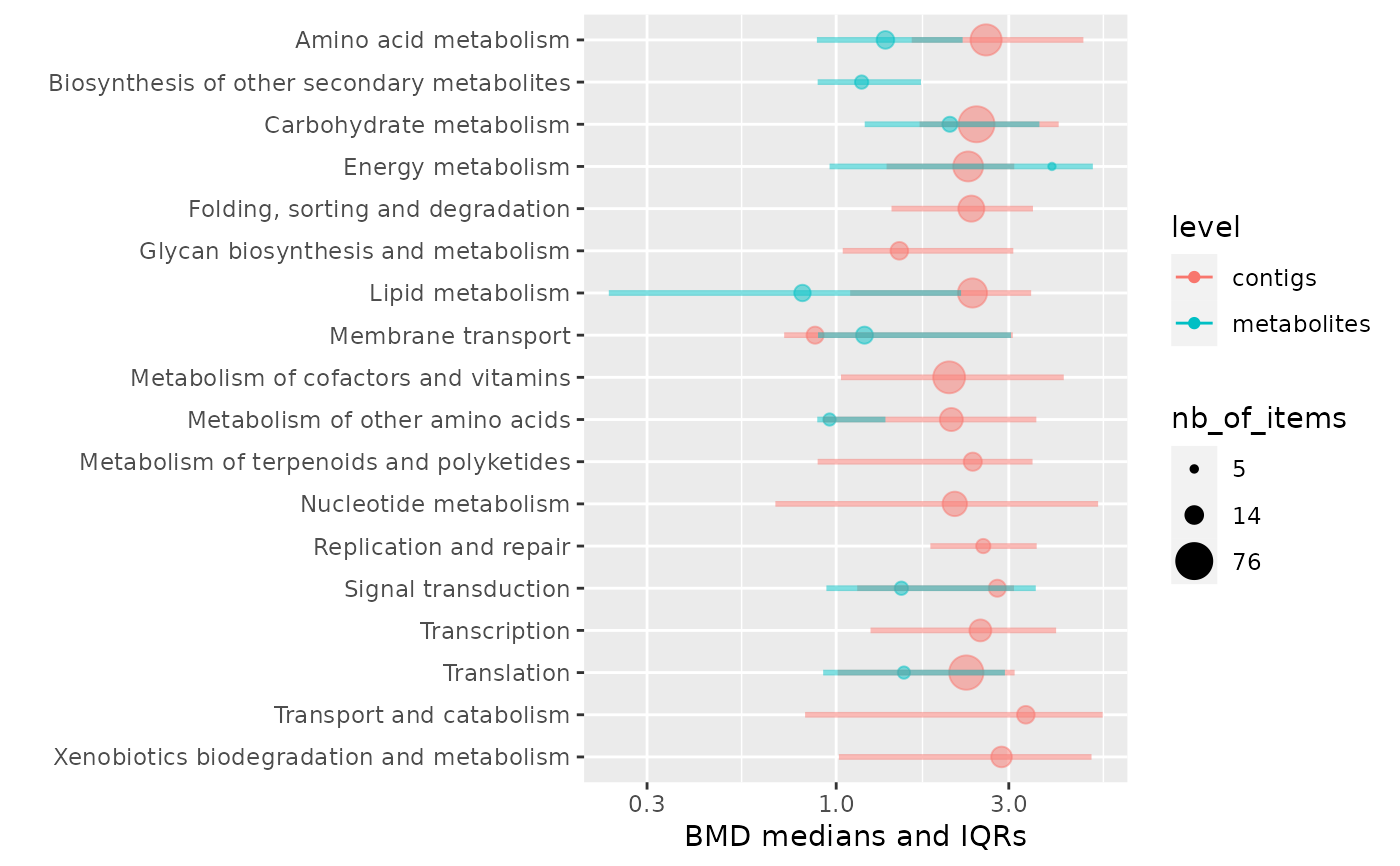 Amino acid metabolism
Biosynthesis of other secondary metabolites
Carbohydrate metabolism
Energy metabolism
Folding, sorting and degradation
Glycan biosynthesis and metabolism
Lipid metabolism
Membrane transport
Metabolism of cofactors and vitamins
Metabolism of other amino acids
Metabolism of terpenoids and polyketides
Nucleotide metabolism
Replication and repair
Signal transduction
Transcription
Translation
Transport and catabolism
Xenobiotics biodegradation and metabolism
0.3 1.0 3.0
BMD medians and IQRs
level
contigs
metabolites
nb_of_items
5
14
76